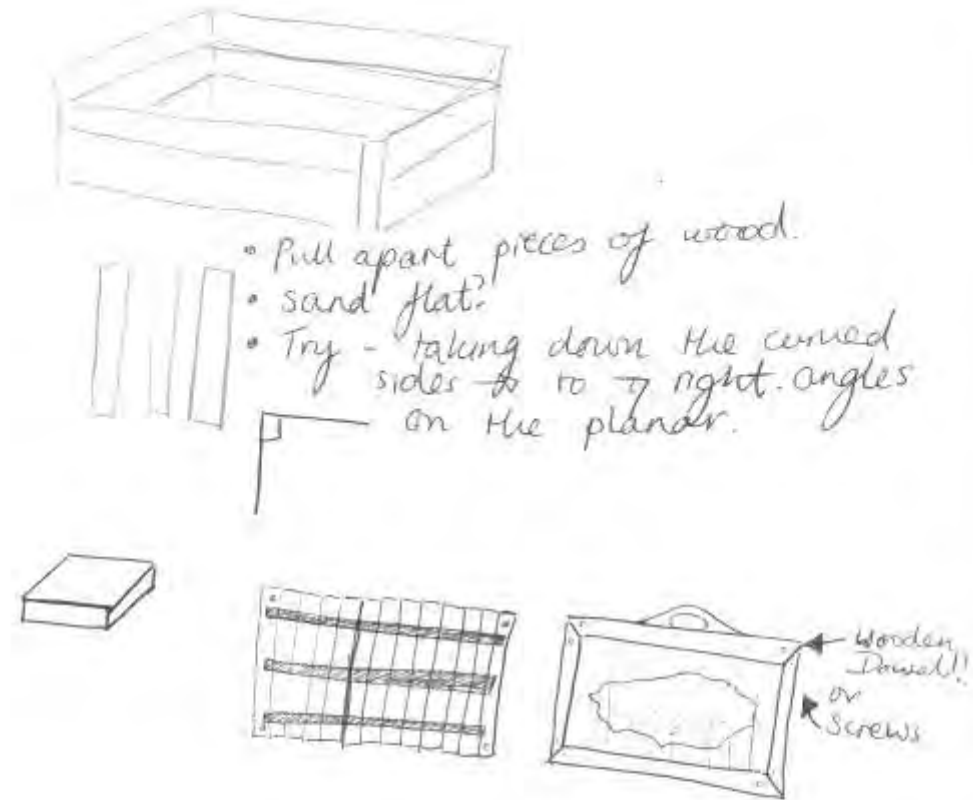 • Pull apart pieces of wood.
• Sand flat?
• Try - taking down the curved
sides to right. angles
on the planar.
Wooden
Dowel!!
or
Screws